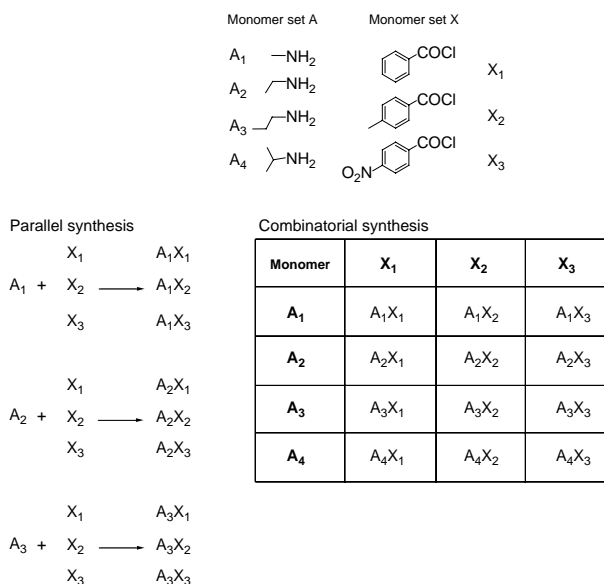 Monomer set A Monomer set X
A₁ —NH₂ COCl X₁
A₂ NH₂
A₃ NH₂ COCl X₂
A₄ NH₂ O₂N COCl X₃
Parallel synthesis
X₁ A₁X₁
A₁ + X₂ A₁X₂
X₃ A₁X₃
X₁ A₂X₁
A₂ + X₂ A₂X₂
X₃ A₂X₃
X₁ A₃X₁
A₃ + X₂ A₃X₂
X₃ A₃X₃
Combinatorial synthesis
Monomer X₁ X₂ X₃
A₁ A₁X₁ A₁X₂ A₁X₃
A₂ A₂X₁ A₂X₂ A₂X₃
A₃ A₃X₁ A₃X₂ A₃X₃
A₄ A₄X₁ A₄X₂ A₄X₃